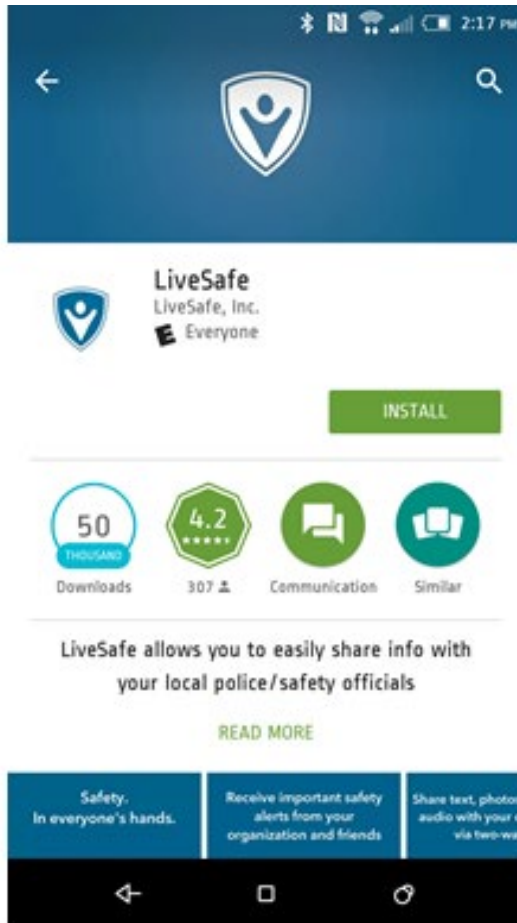 2:17 PM
LiveSafe
LiveSafe, Inc.
E Everyone
INSTALL
50
THOUSAND
Downloads
4.2
307
Communication
Similar
LiveSafe allows you to easily share info with
your local police/safety officials
READ MORE
Safety.
In everyone's hands.
Receive important safety
alerts from your
organization and friends
Share text, photo
audio with your
via two-wa